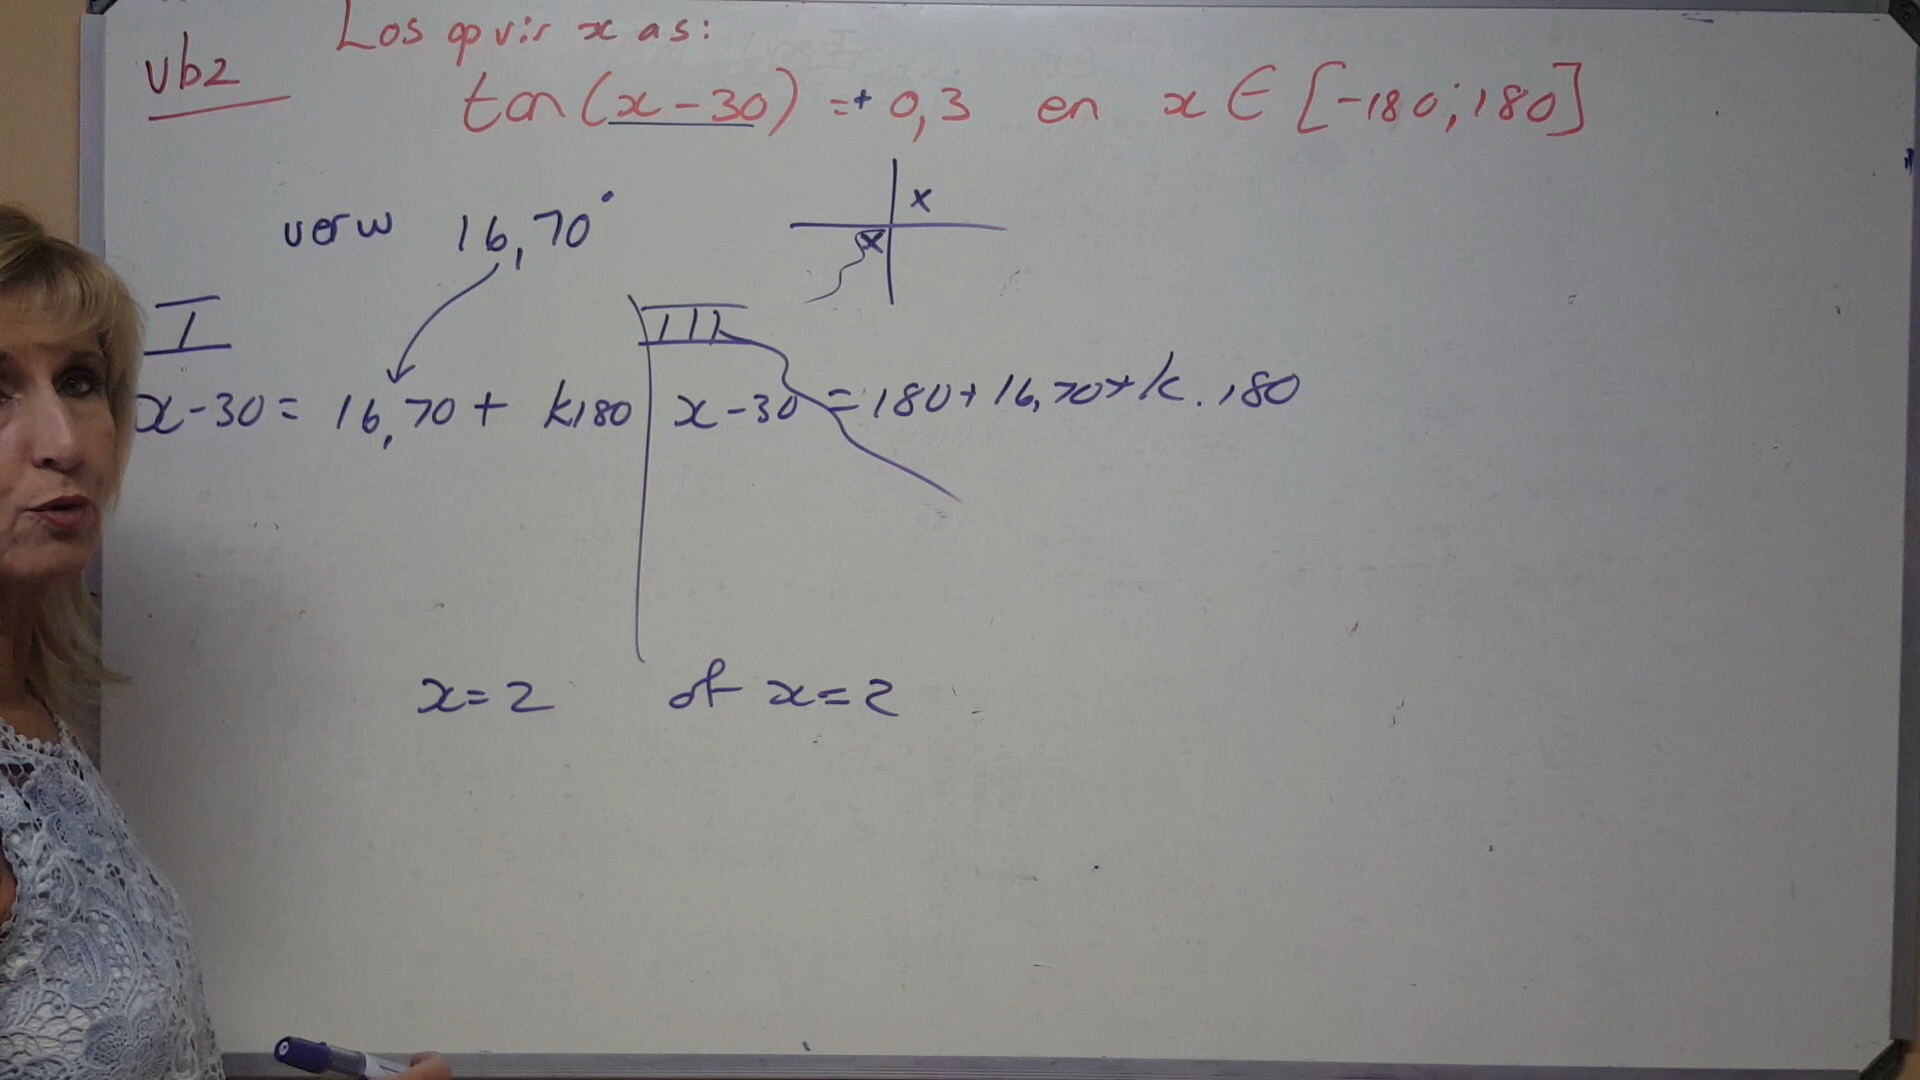 Los op vir x as:
vb2
tan(x-30) =+ 0,3 en x ∈ [-180;180]
verw 16,70°
x
x
I
III
x-30 = 16,70 + k180
x-30 = 180+16,70+k.180
x=2 of x=2